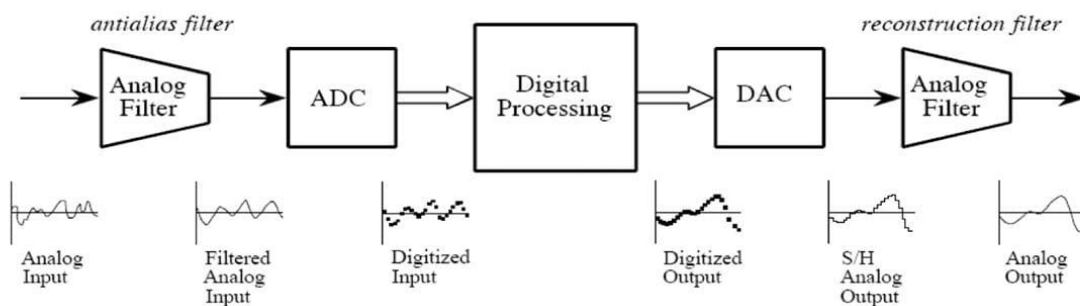 antialias filter
reconstruction filter
Analog
Filter
ADC
Digital
Processing
DAC
Analog
Filter
Analog
Input
Filtered
Analog
Input
Digitized
Input
Digitized
Output
S/H
Analog
Output
Analog
Output